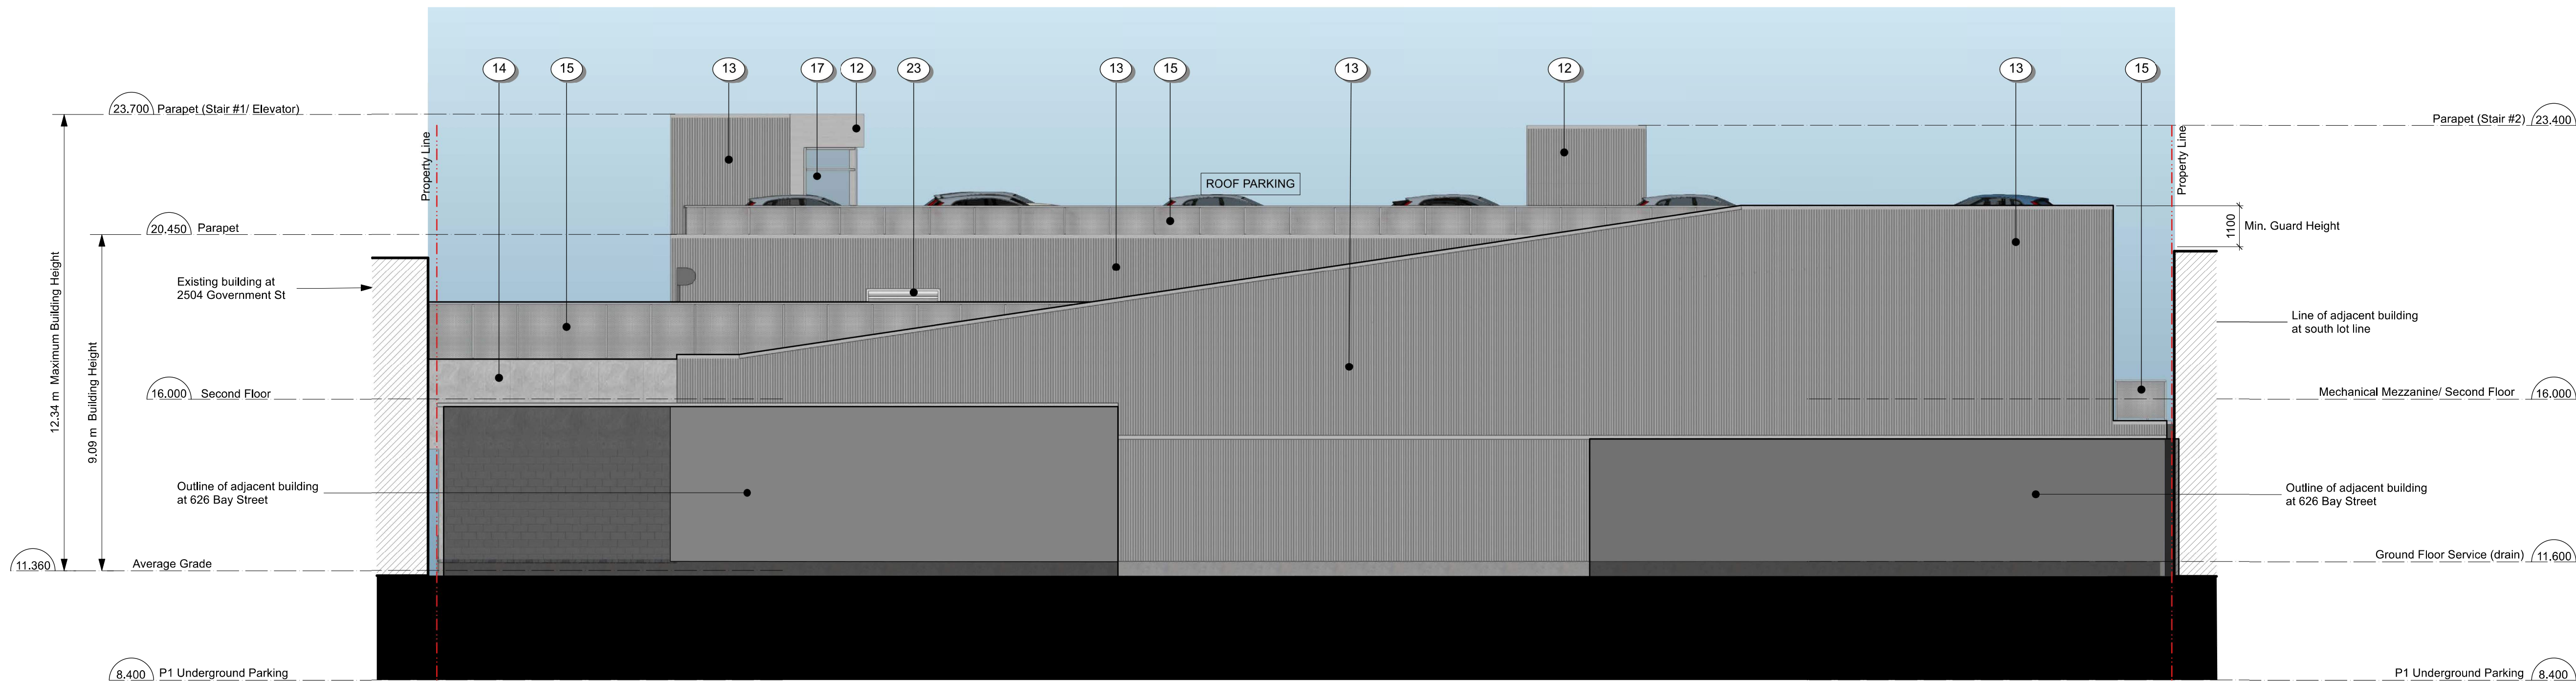 14
15
13
17
12
23
13
15
13
12
13
15
23.700 Parapet (Stair #1/ Elevator)
Parapet (Stair #2) 23.400
Property Line
Property Line
ROOF PARKING
20.450 Parapet
1100 Min. Guard Height
12.34 m Maximum Building Height
9.09 m Building Height
Existing building at
2504 Government St
Line of adjacent building
at south lot line
16.000 Second Floor
Mechanical Mezzanine/ Second Floor 16.000
Outline of adjacent building
at 626 Bay Street
Outline of adjacent building
at 626 Bay Street
11.360 Average Grade
Ground Floor Service (drain) 11.600
8.400 P1 Underground Parking
P1 Underground Parking 8.400